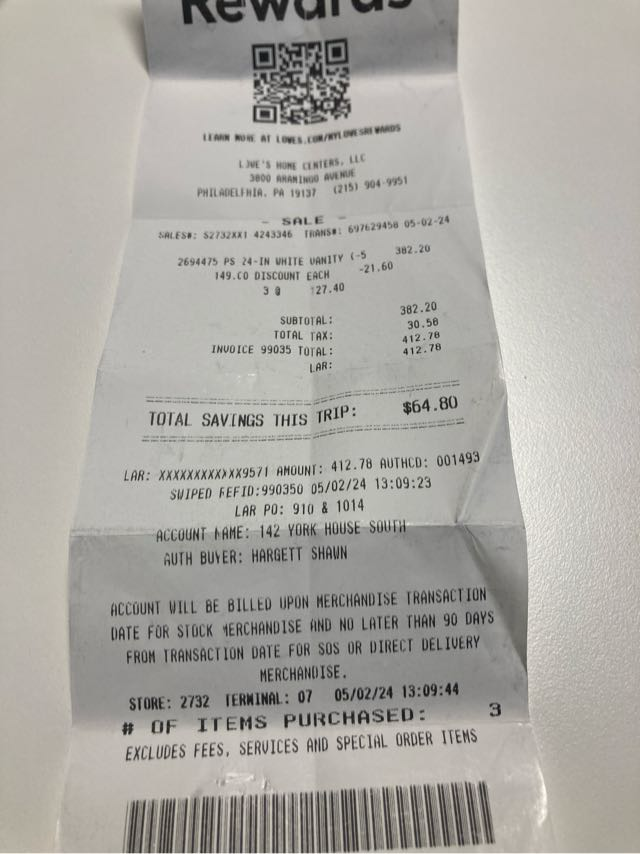 Rewards
LEARN MORE AT LOWES.COM/MYLOWESREWARDS
LOWE'S HOME CENTERS, LLC
3800 ARAMINGO AVENUE
PHILADELPHIA, PA 19137 (215) 904-9951
- SALE -
SALES#: S2732XX1 4243346 TRANS#: 697629458 05-02-24
2694475 PS 24-IN WHITE VANITY (-5 382.20
149.00 DISCOUNT EACH -21.60
3 @ 127.40
SUBTOTAL: 382.20
TOTAL TAX: 30.58
INVOICE 99035 TOTAL: 412.78
LAR: 412.78
TOTAL SAVINGS THIS TRIP: $64.80
LAR: XXXXXXXXXXXX9571 AMOUNT: 412.78 AUTHCD: 001493
SWIPED REFID:990350 05/02/24 13:09:23
LAR PO: 910 & 1014
ACCOUNT NAME: 142 YORK HOUSE SOUTH
AUTH BUYER: HARGETT SHAWN
ACCOUNT WILL BE BILLED UPON MERCHANDISE TRANSACTION
DATE FOR STOCK MERCHANDISE AND NO LATER THAN 90 DAYS
FROM TRANSACTION DATE FOR SOS OR DIRECT DELIVERY
MERCHANDISE.
STORE: 2732 TERMINAL: 07 05/02/24 13:09:44
# OF ITEMS PURCHASED: 3
EXCLUDES FEES, SERVICES AND SPECIAL ORDER ITEMS